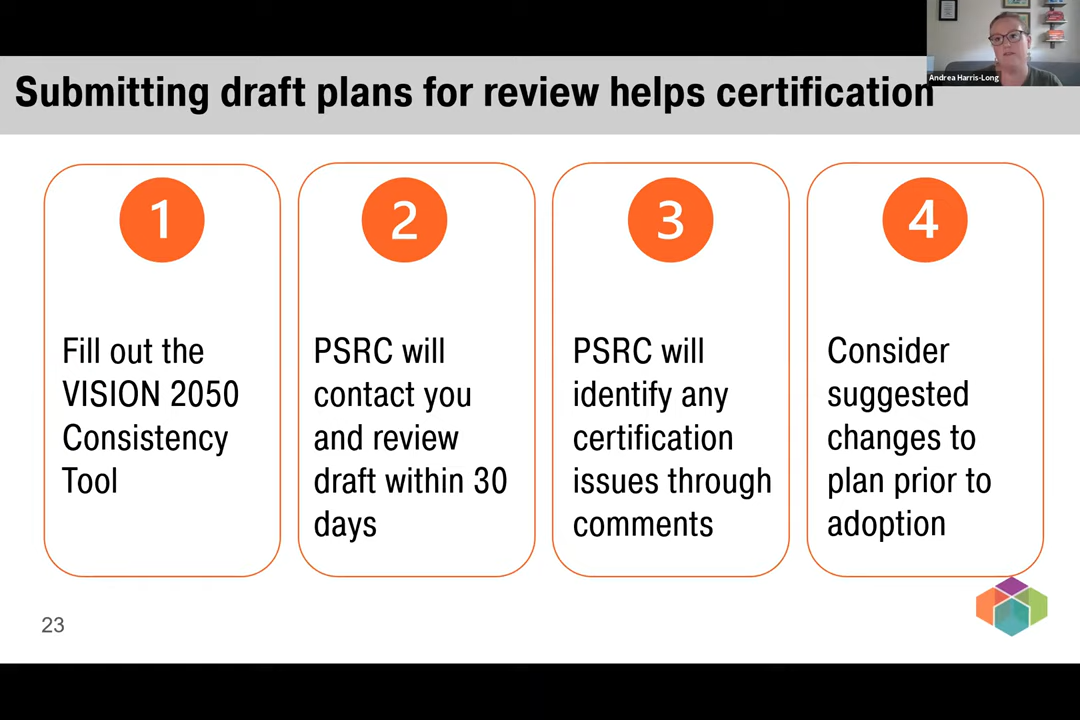 Andrea Harris-Long
Submitting draft plans for review helps certification
1
Fill out the
VISION 2050
Consistency
Tool
2
PSRC will
contact you
and review
draft within 30
days
3
PSRC will
identify any
certification
issues through
comments
4
Consider
suggested
changes to
plan prior to
adoption
23